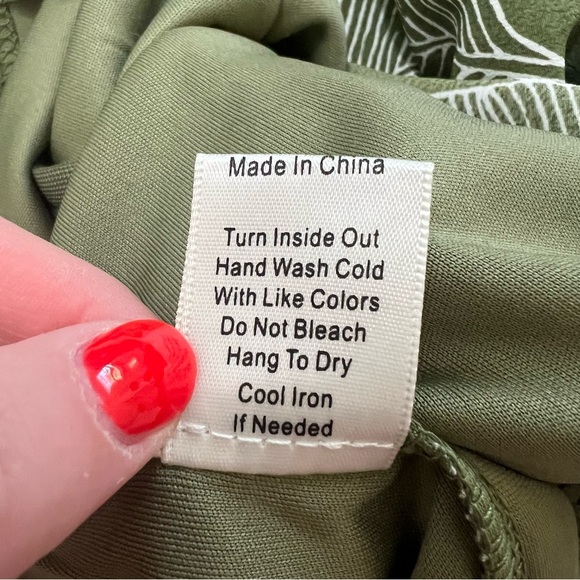 Made In China
Turn Inside Out
Hand Wash Cold
With Like Colors
Do Not Bleach
Hang To Dry
Cool Iron
If Needed